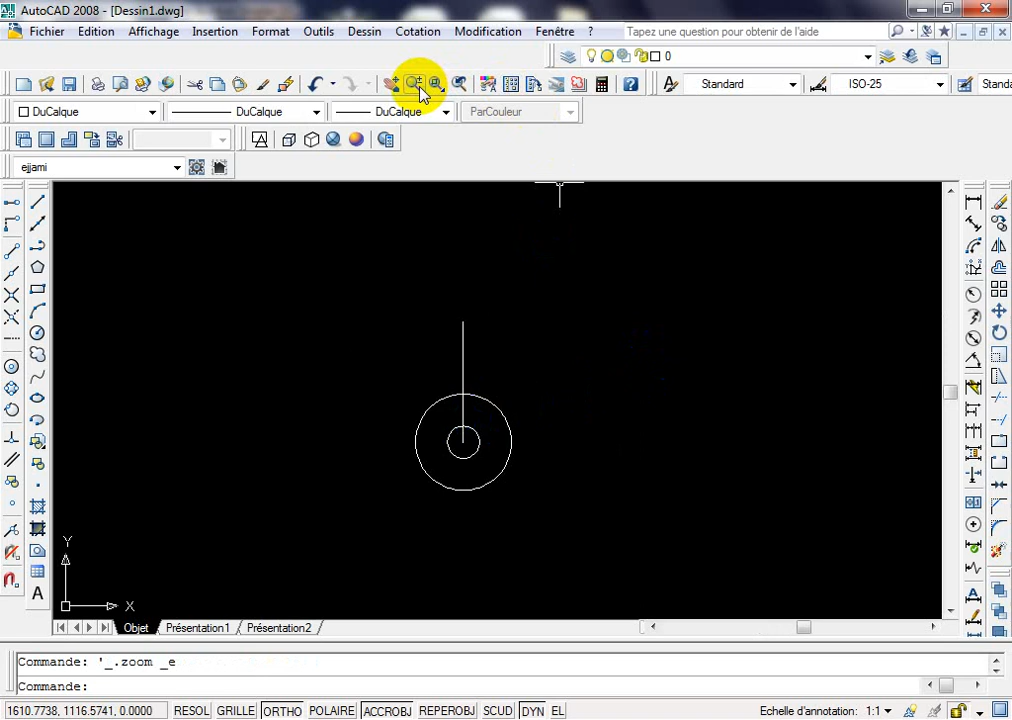 AutoCAD 2008 - [Dessin1.dwg]
Fichier Edition Affichage Insertion Format Outils Dessin Cotation Modification Fenêtre ? Tapez une question pour obtenir de l'aide
0
Standard ISO-25 Standa
DuCalque DuCalque DuCalque ParCouleur
ejjami
A
Y
X
Objet Présentation1 Présentation2
Commande: '_.zoom _e
Commande:
1610.7738, 1116.5741, 0.0000 RESOL GRILLE ORTHO POLAIRE ACCROBJ REPEROBJ SCUD DYN EL Echelle d'annotation: 1:1